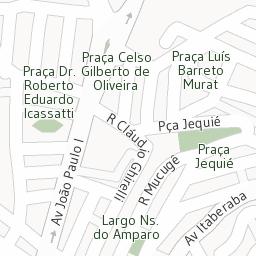 Praça Celso
Gilberto de
Oliveira
Praça Luís
Barreto
Murat
Praça Dr.
Roberto
Eduardo
Icassatti
R Cláudio Ghirelli
Pça Jequié
Praça
Jequié
R Mucugê
Av João Paulo I
Av Itaberaba
Largo Ns.
do Amparo